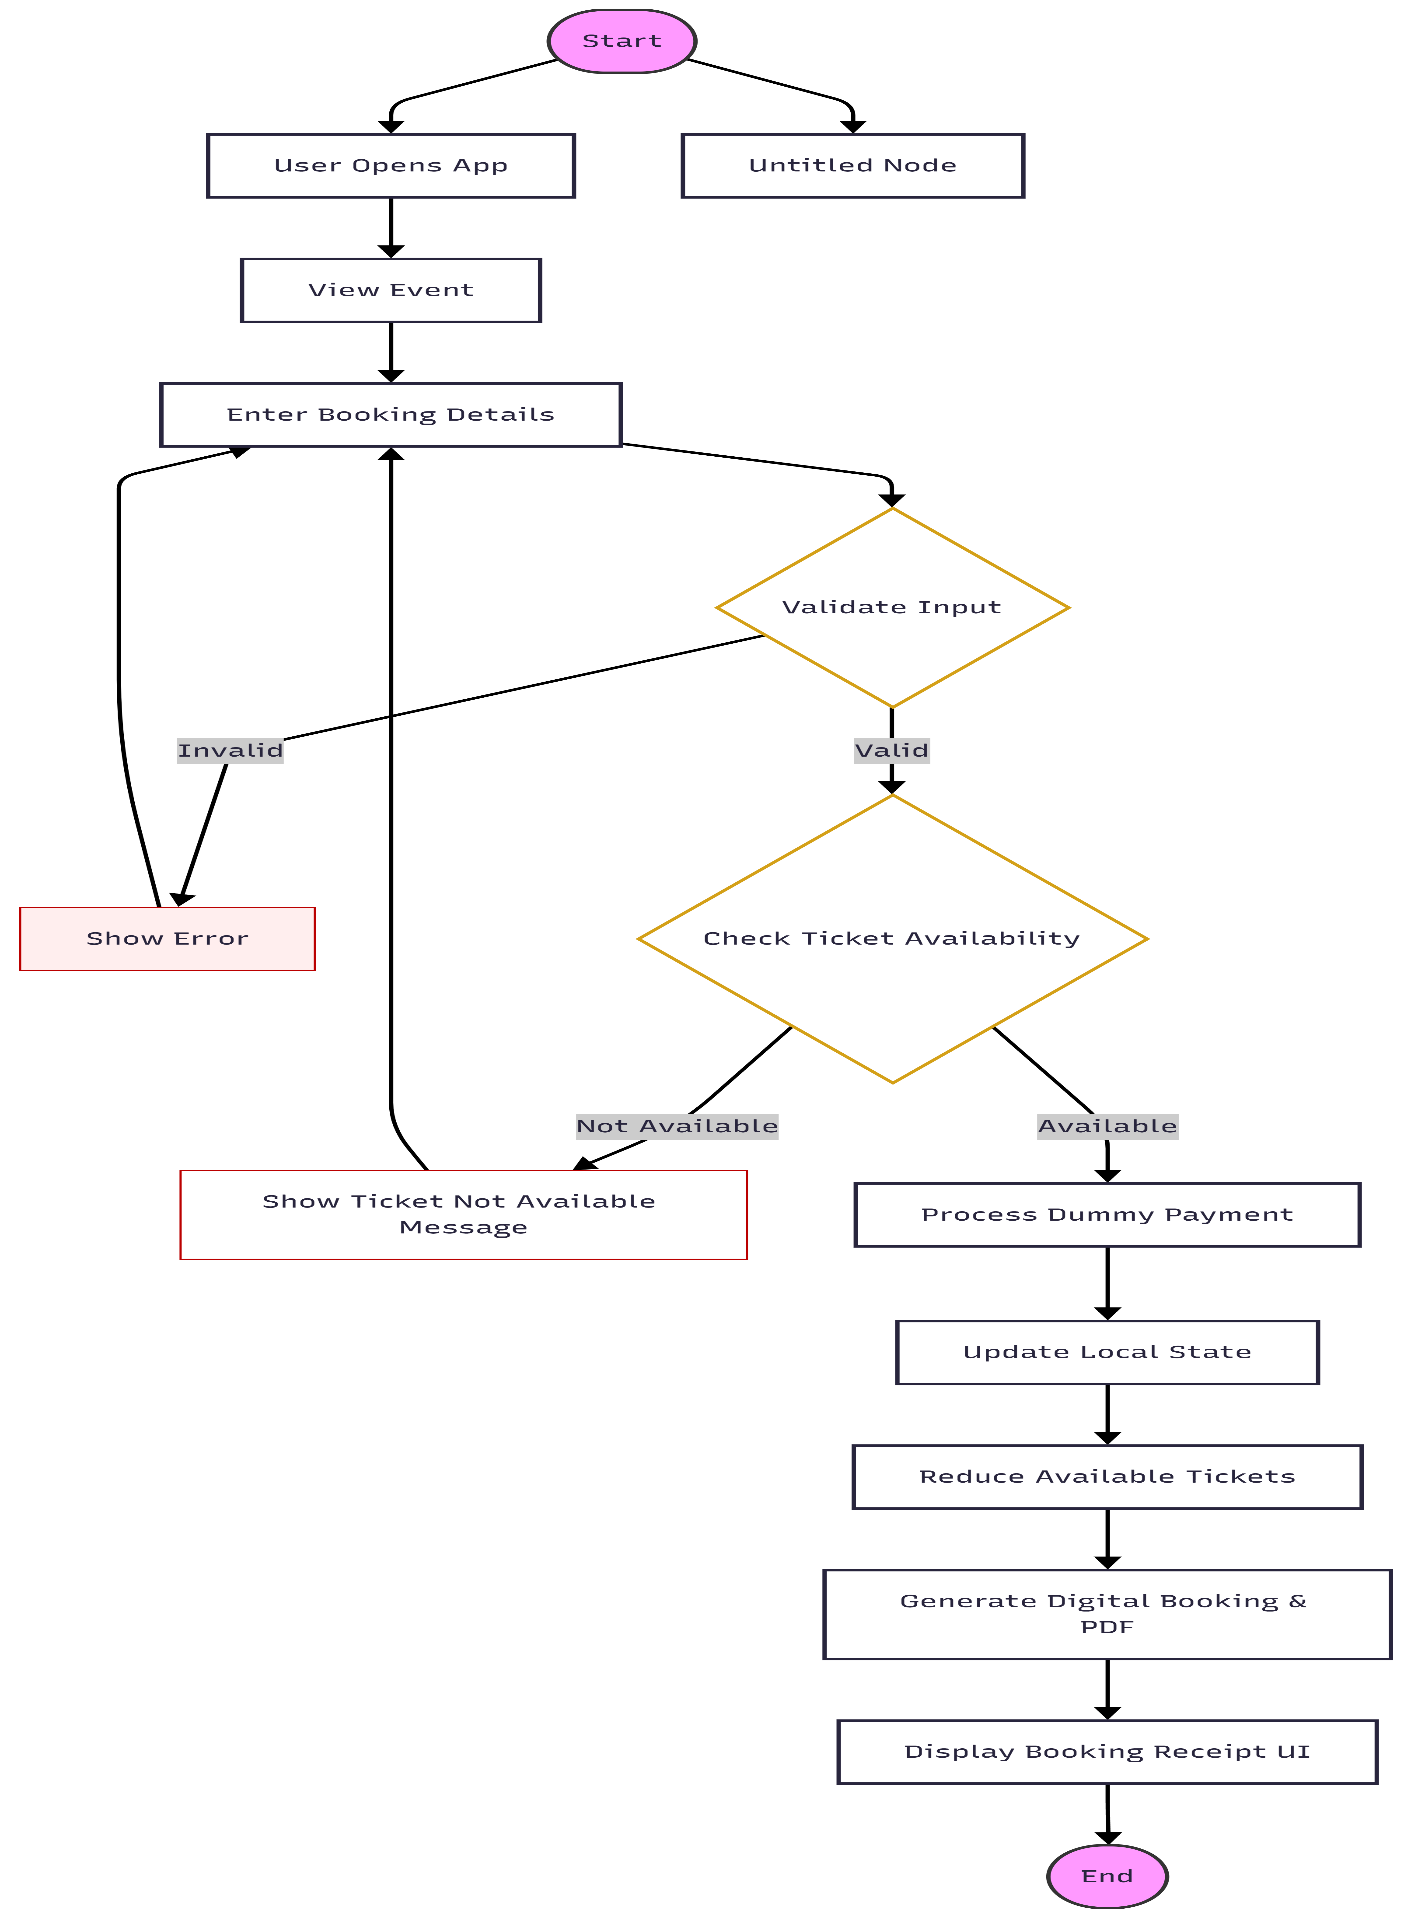 Start
User Opens App
Untitled Node
View Event
Enter Booking Details
Validate Input
Invalid
Valid
Show Error
Check Ticket Availability
Not Available
Available
Show Ticket Not Available
Message
Process Dummy Payment
Update Local State
Reduce Available Tickets
Generate Digital Booking &
PDF
Display Booking Receipt UI
End